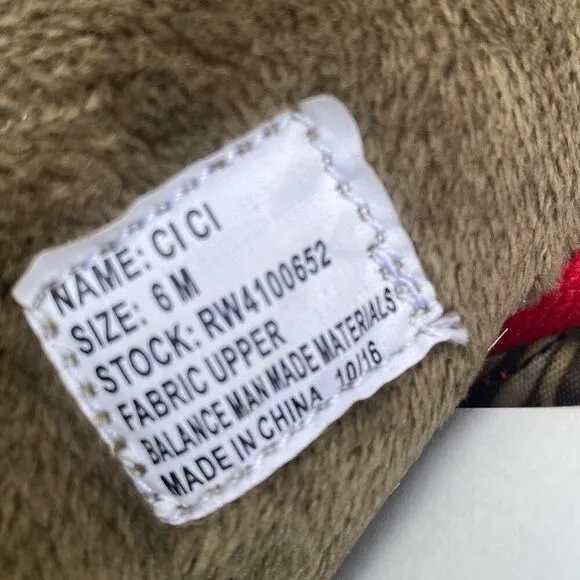 NAME: CI CI
SIZE: 6 M
STOCK: RW4100652
FABRIC UPPER
BALANCE MAN MADE MATERIALS
MADE IN CHINA 10/16